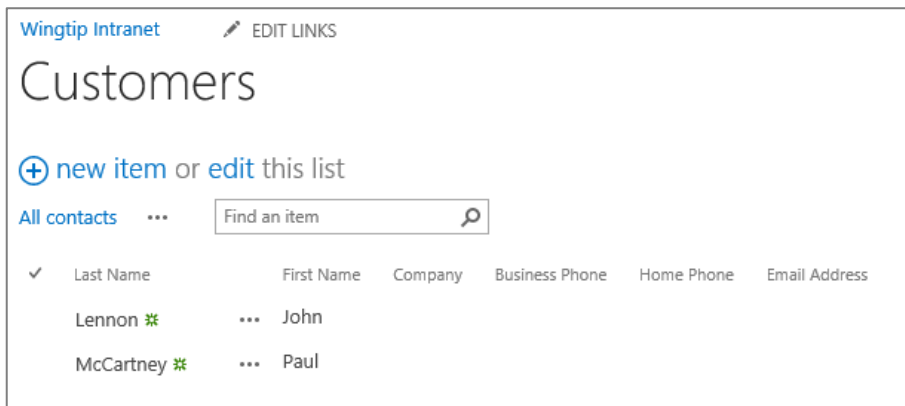 Wingtip Intranet EDIT LINKS
Customers
new item or edit this list
All contacts ••• Find an item
Last Name First Name Company Business Phone Home Phone Email Address
Lennon ••• John
McCartney ••• Paul